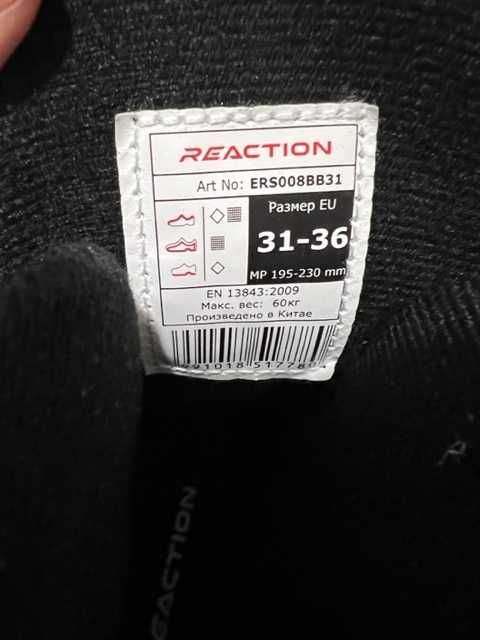 REACTION
Art No: ERS008BB31
Размер EU
31-36
MP 195-230 mm
EN 13843:2009
Макс. вес: 60кг
Произведено в Китае
REACTION